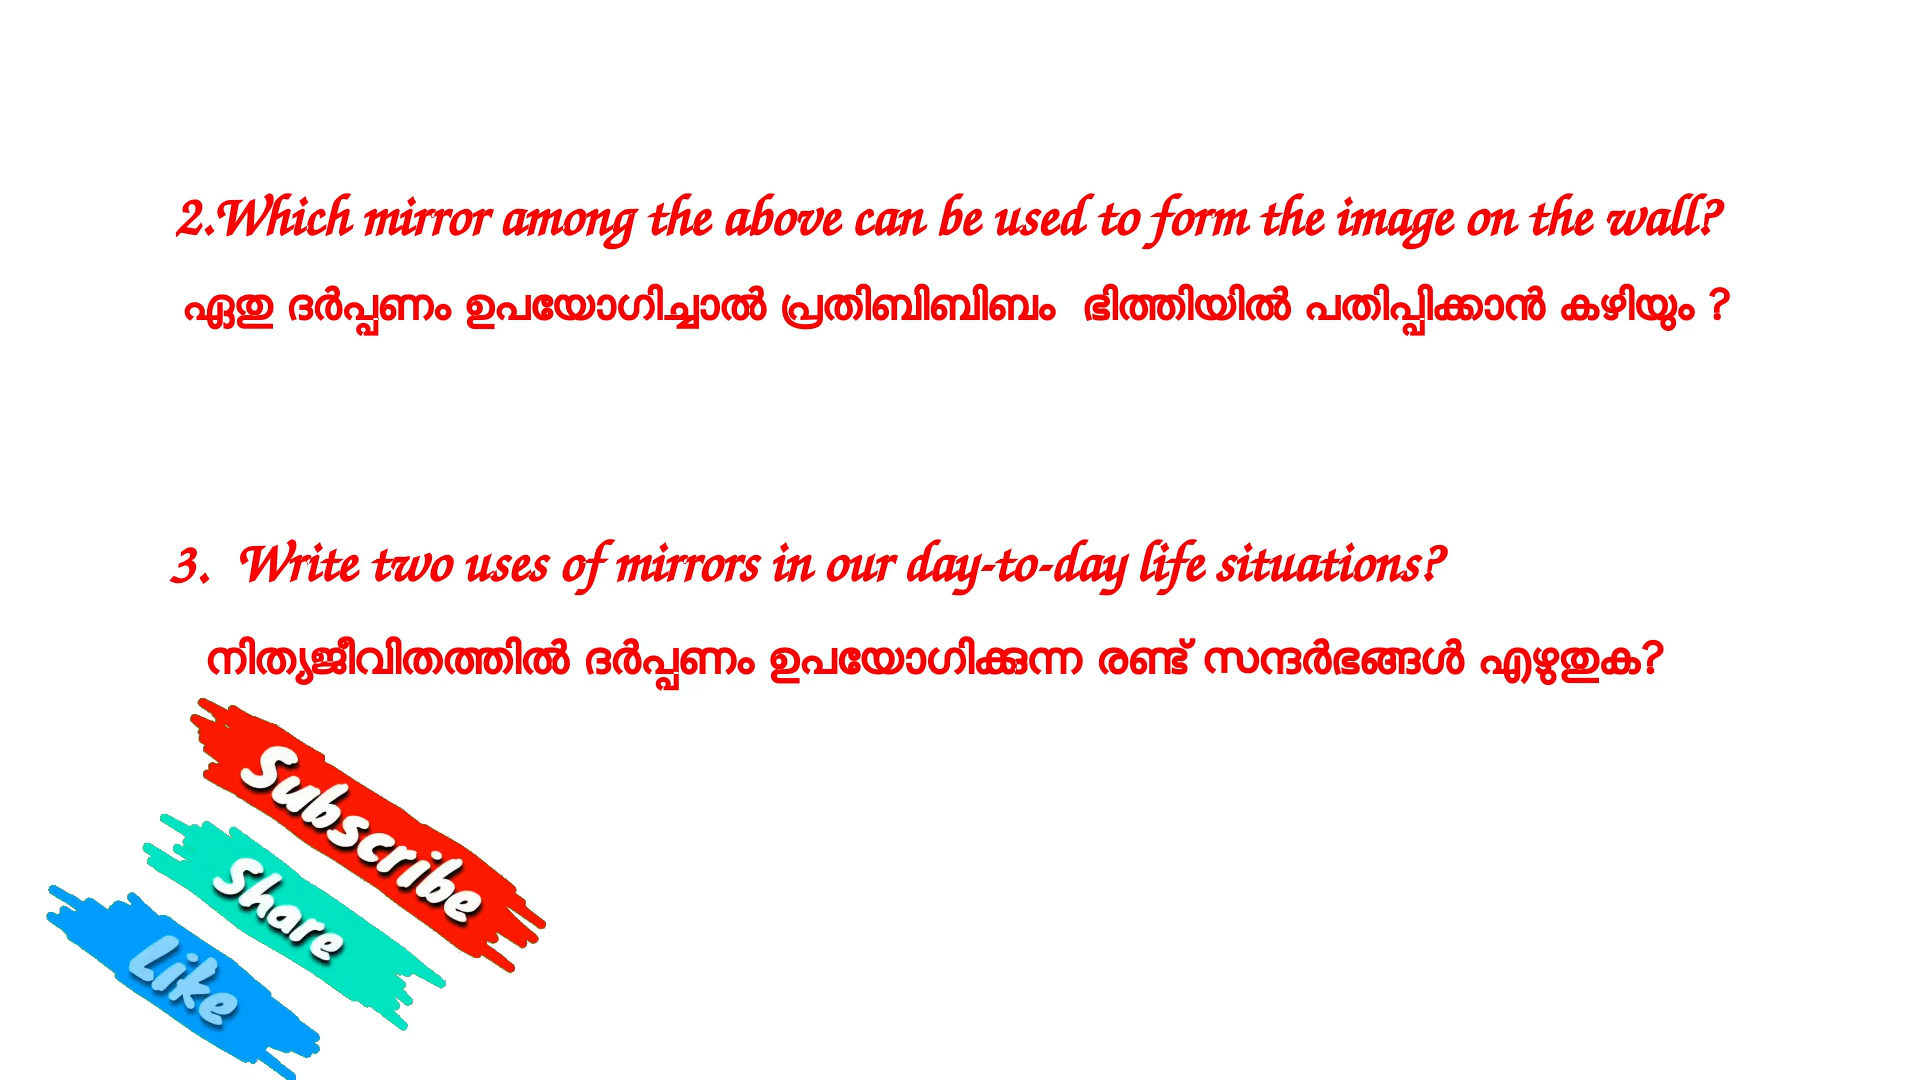 2.Which mirror among the above can be used to form the image on the wall?
ഏതു ദർപ്പണം ഉപയോഗിച്ചാൽ പ്രതിബിബിബം ഭിത്തിയിൽ പതിപ്പിക്കാൻ കഴിയും ?
3. Write two uses of mirrors in our day-to-day life situations?
നിത്യജീവിതത്തിൽ ദർപ്പണം ഉപയോഗിക്കുന്ന രണ്ട് സന്ദർഭങ്ങൾ എഴുതുക?
Subscribe
Share
Like